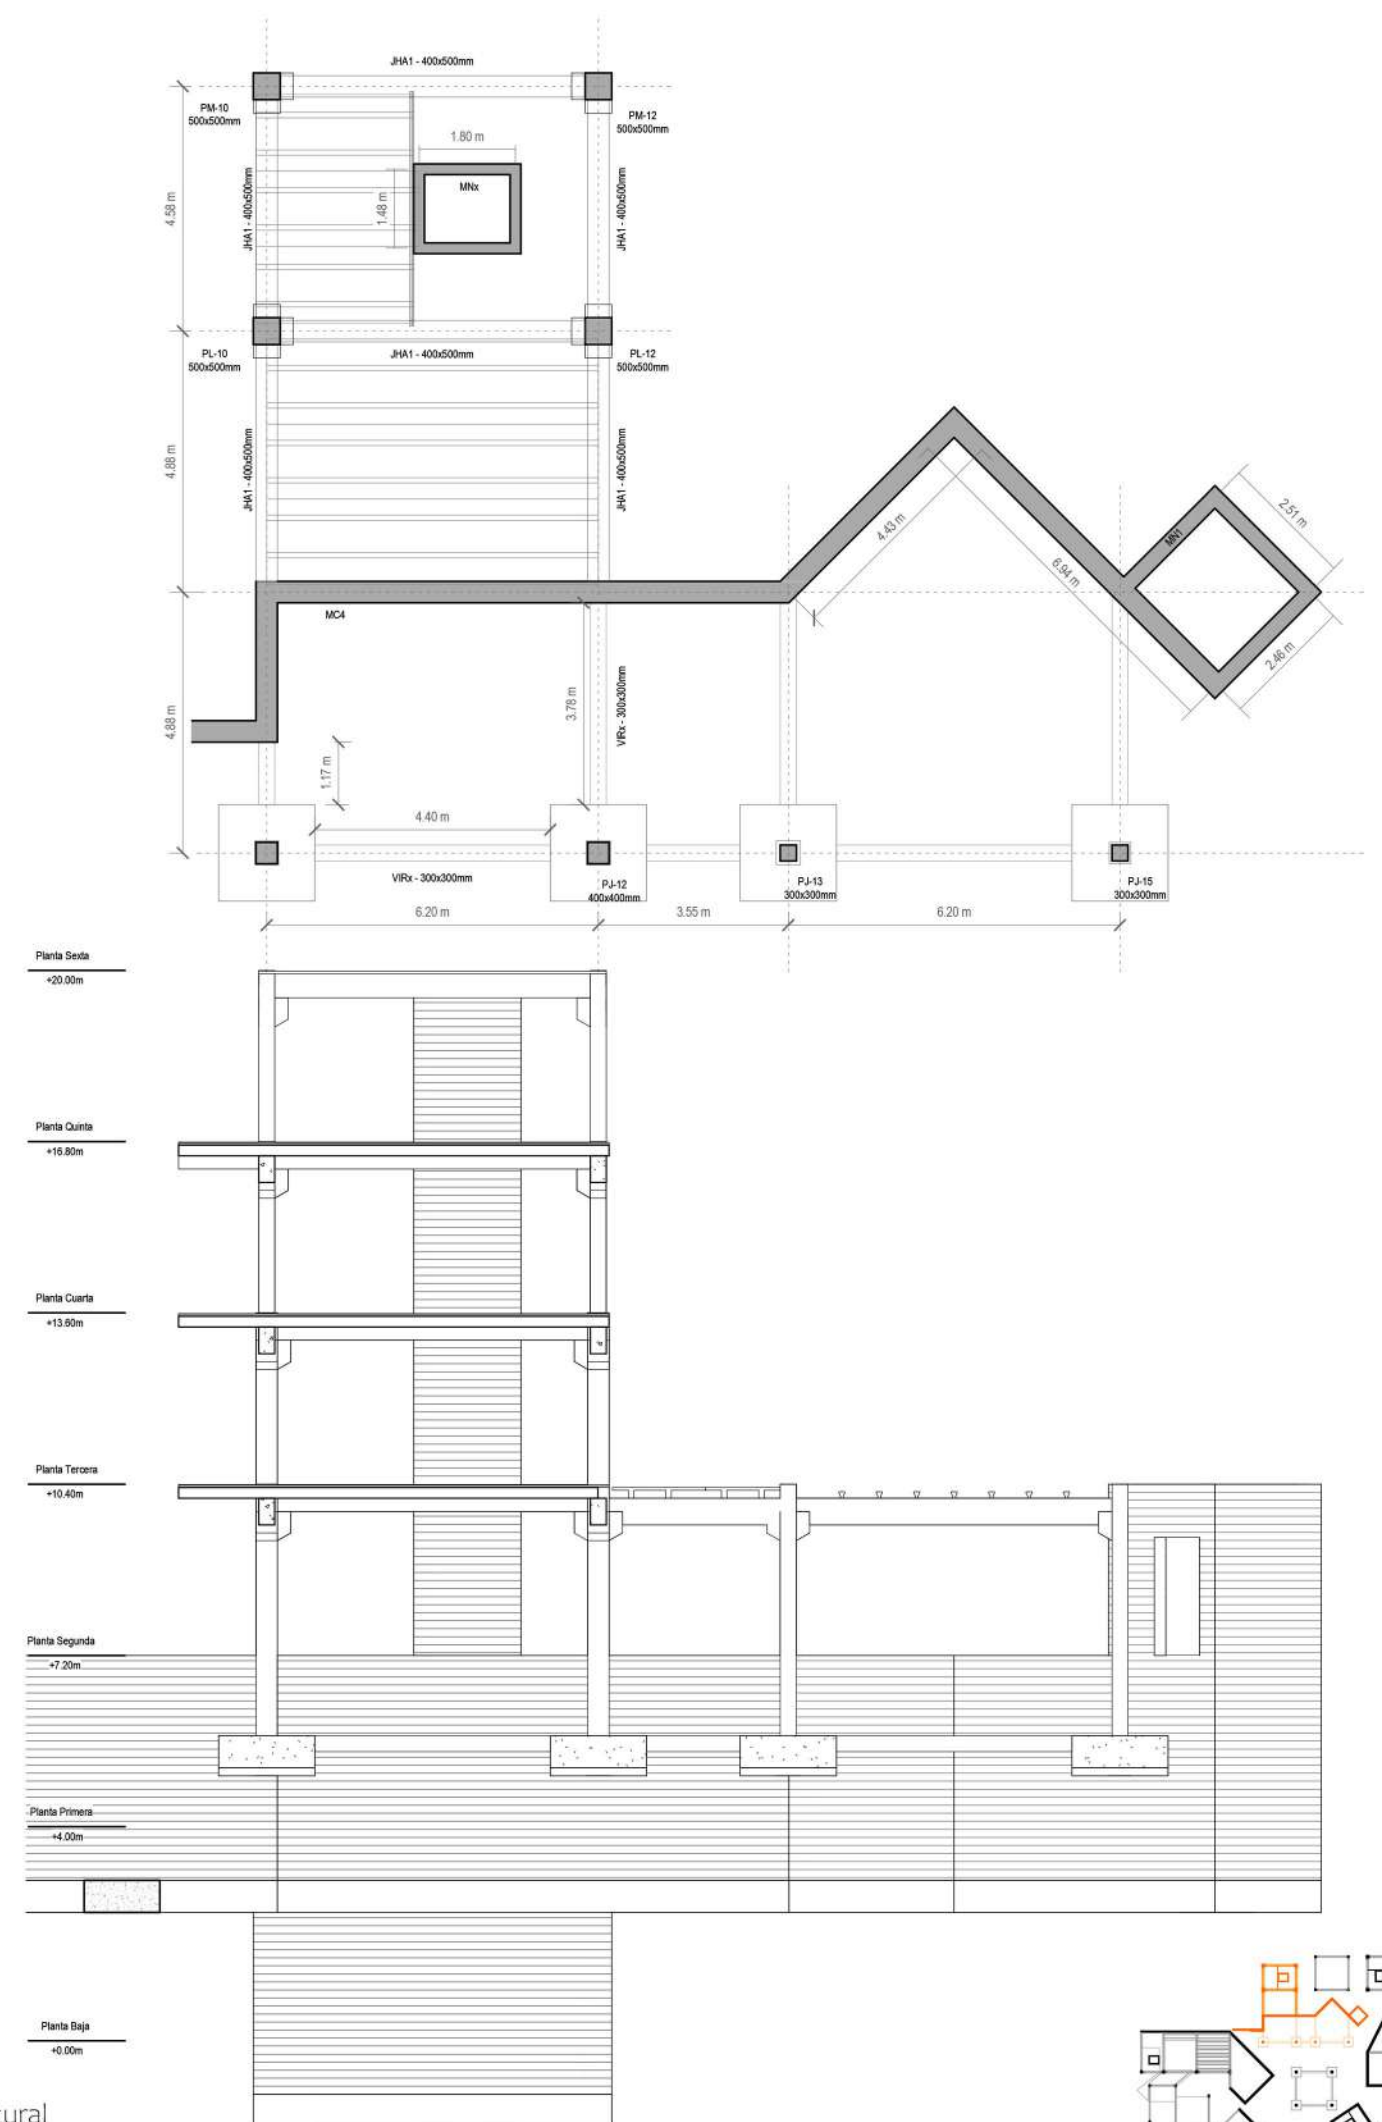 JHA1 - 400x500mm
PM-10
500x500mm
PM-12
500x500mm
1.80 m
MNx
1.48 m
4.58 m
JHA1 - 400x500mm
JHA1 - 400x500mm
PL-10
500x500mm
JHA1 - 400x500mm
PL-12
500x500mm
4.88 m
JHA1 - 400x500mm
JHA1 - 400x500mm
4.43 m
6.94 m
MN1
2.51 m
2.46 m
MC4
4.88 m
3.78 m
VIRx - 300x300mm
1.17 m
4.40 m
VIRx - 300x300mm
PJ-12
400x400mm
PJ-13
300x300mm
PJ-15
300x300mm
6.20 m
3.55 m
6.20 m
Planta Sexta
+20.00m
Planta Quinta
+16.80m
Planta Cuarta
+13.60m
Planta Tercera
+10.40m
Planta Segunda
+7.20m
Planta Primera
+4.00m
Planta Baja
+0.00m
tural